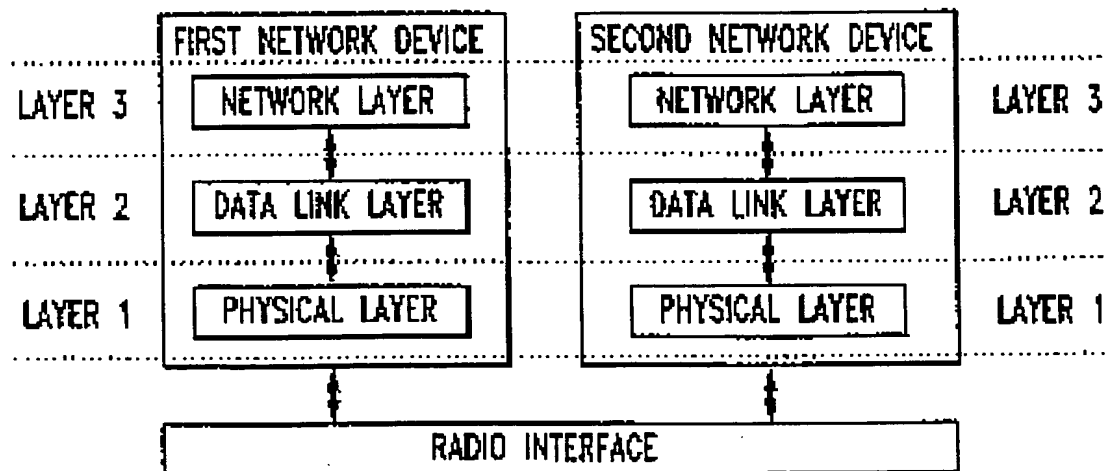 FIRST NETWORK DEVICE SECOND NETWORK DEVICE
LAYER 3 NETWORK LAYER NETWORK LAYER LAYER 3
LAYER 2 DATA LINK LAYER DATA LINK LAYER LAYER 2
LAYER 1 PHYSICAL LAYER PHYSICAL LAYER LAYER 1
RADIO INTERFACE